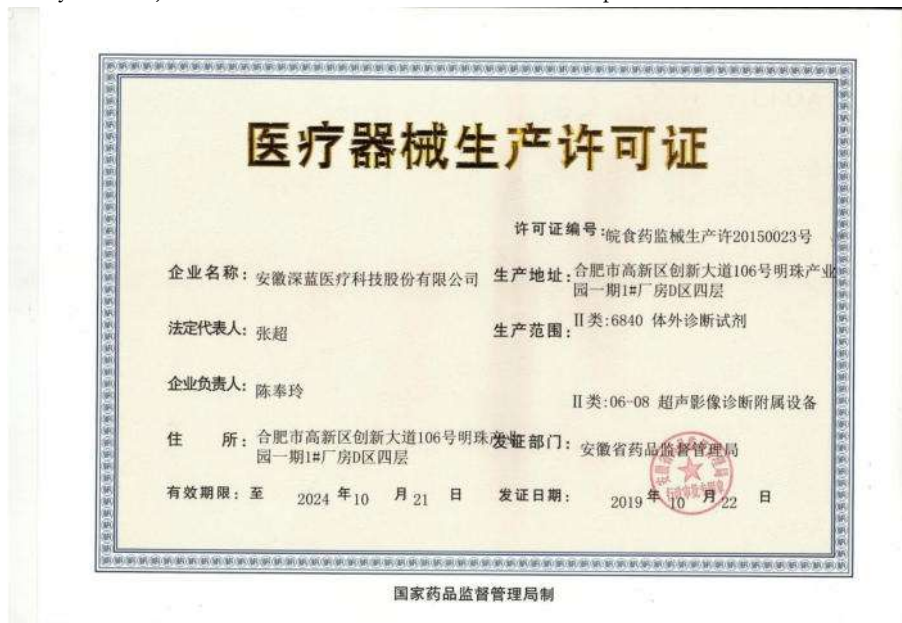 医疗器械生产许可证
许可证编号：皖食药监械生产许20150023号
企业名称：安徽深蓝医疗科技股份有限公司
生产地址：合肥市高新区创新大道106号明珠产业
园一期1#厂房D区四层
法定代表人：张超
生产范围：II类:6840 体外诊断试剂
企业负责人：陈奉玲
II类:06-08 超声影像诊断附属设备
住 所：合肥市高新区创新大道106号明珠产业
园一期1#厂房D区四层
发证部门：安徽省药品监督管理局
有效期限：至 2024 年 10 月 21 日
发证日期： 2019 年 10 月 22 日
国家药品监督管理局制